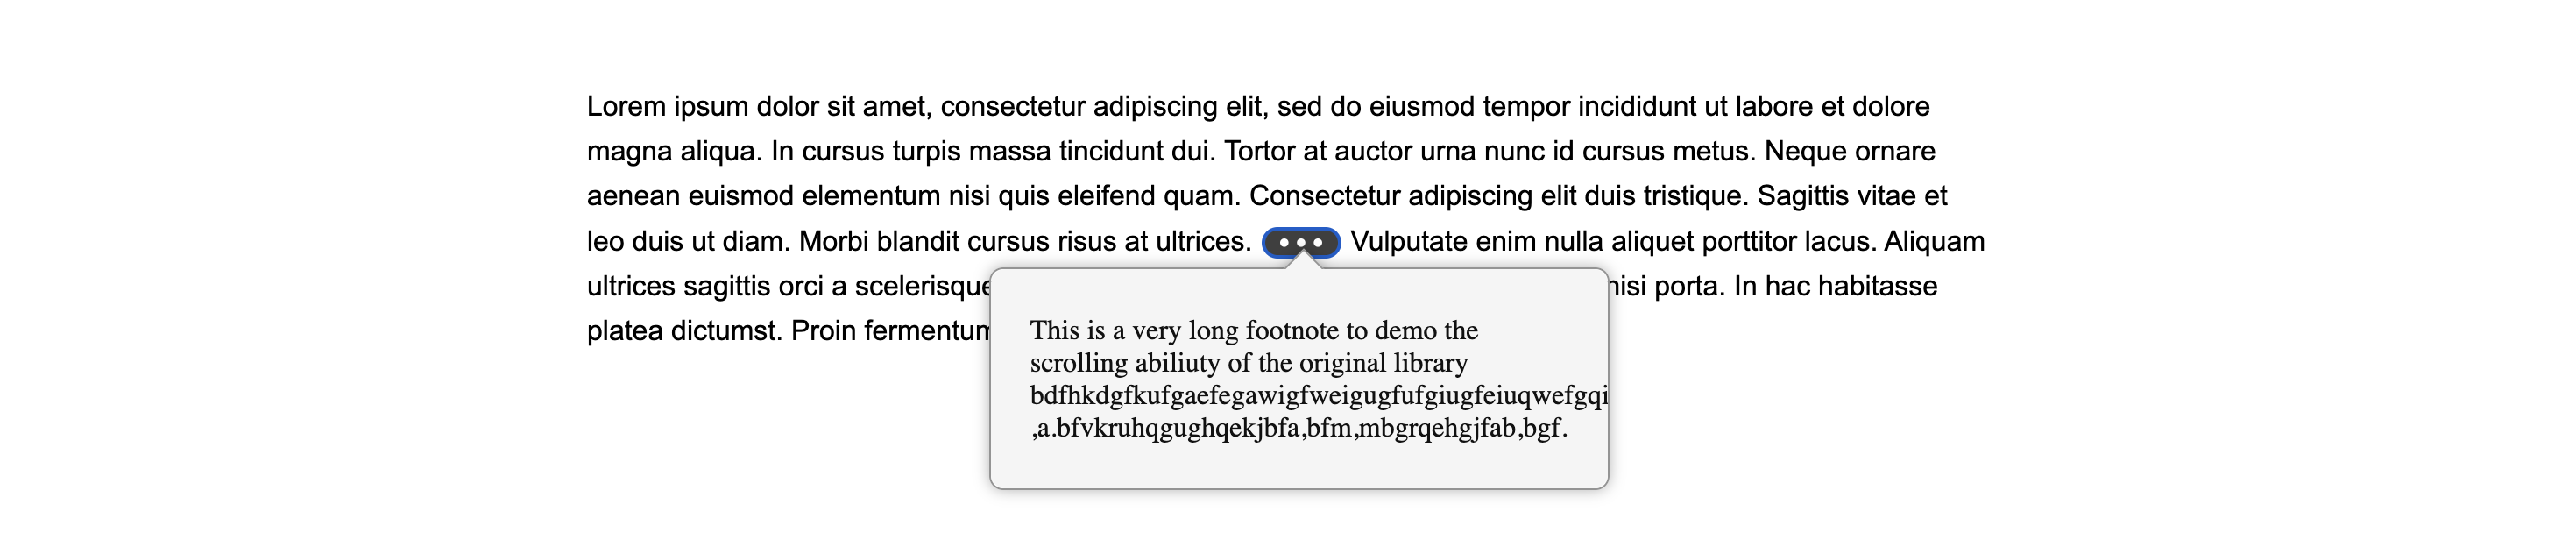 Lorem ipsum dolor sit amet, consectetur adipiscing elit, sed do eiusmod tempor incididunt ut labore et dolore
magna aliqua. In cursus turpis massa tincidunt dui. Tortor at auctor urna nunc id cursus metus. Neque ornare
aenean euismod elementum nisi quis eleifend quam. Consectetur adipiscing elit duis tristique. Sagittis vitae et
leo duis ut diam. Morbi blandit cursus risus at ultrices. ••• Vulputate enim nulla aliquet porttitor lacus. Aliquam
ultrices sagittis orci a scelerisque nisi porta. In hac habitasse
platea dictumst. Proin fermentum
This is a very long footnote to demo the
scrolling abiliuty of the original library
bdfhkdgfkufgaefegawigfweigugfufgiugfeiuqwefgqi
,a.bfvkruhqgughqekjbfa,bfm,mbgrqehgjfab,bgf.